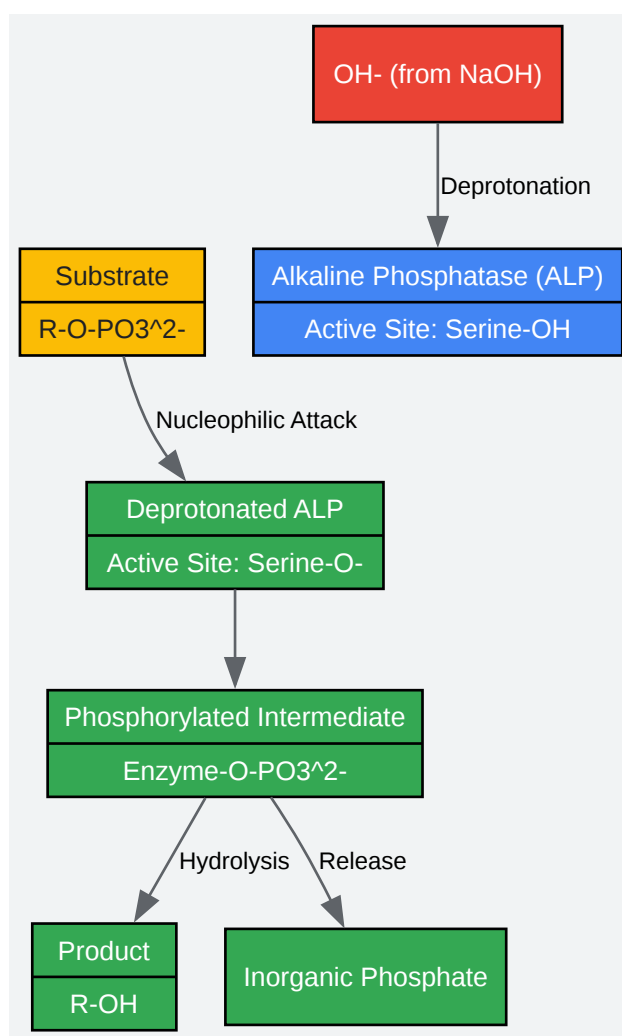 OH- (from NaOH)
Deprotonation
Substrate
R-O-PO3^2-
Alkaline Phosphatase (ALP)
Active Site: Serine-OH
Nucleophilic Attack
Deprotonated ALP
Active Site: Serine-O-
Phosphorylated Intermediate
Enzyme-O-PO3^2-
Hydrolysis
Release
Product
R-OH
Inorganic Phosphate